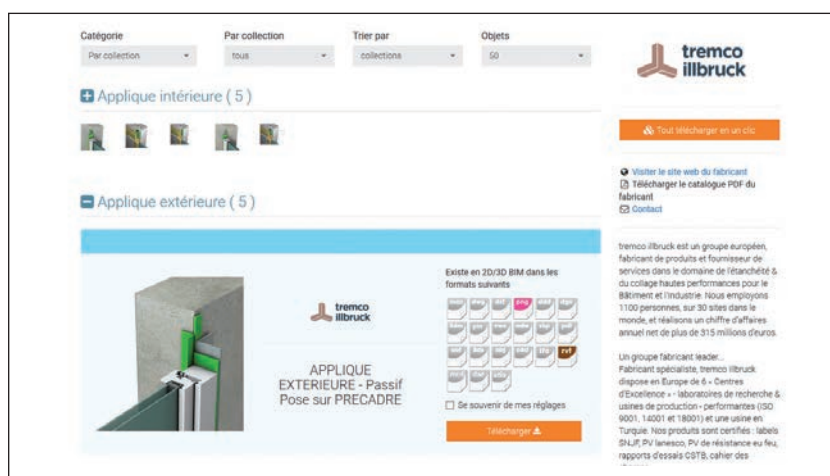 Catégorie
Par collection
Trier par
Objets
Par collection
tous
collections
50
Applique intérieure ( 5 )
Applique extérieure ( 5 )
tremco
illbruck
APPLIQUE
EXTERIEURE - Passif
Pose sur PRECADRE
Existe en 2D/3D BIM dans les
formats suivants
png
rvf
Se souvenir de mes réglages
Télécharger
tremco
illbruck
Tout télécharger en un clic
Visiter le site web du fabricant
Télécharger le catalogue PDF du
fabricant
Contact
tremco illbruck est un groupe européen,
fabricant de produits et fournisseur de
services dans le domaine de l'étanchéité &
du collage hautes performances pour le
Bâtiment et l'industrie. Nous employons
1100 personnes, sur 30 sites dans le
monde, et réalisons un chiffre d'affaires
annuel net de plus de 315 millions d'euros.
Un groupe fabricant leader...
Fabricant spécialiste, tremco illbruck
dispose en Europe de 6 « Centres
d'Excellence » - laboratoires de recherche &
usines de production - performantes (ISO
9001, 14001 et 18001) et une usine en
Turquie. Nos produits sont certifiés : labels
SNJF, PV lanesco, PV de résistance eu feu,
rapports d'essais CSTB, cahier des